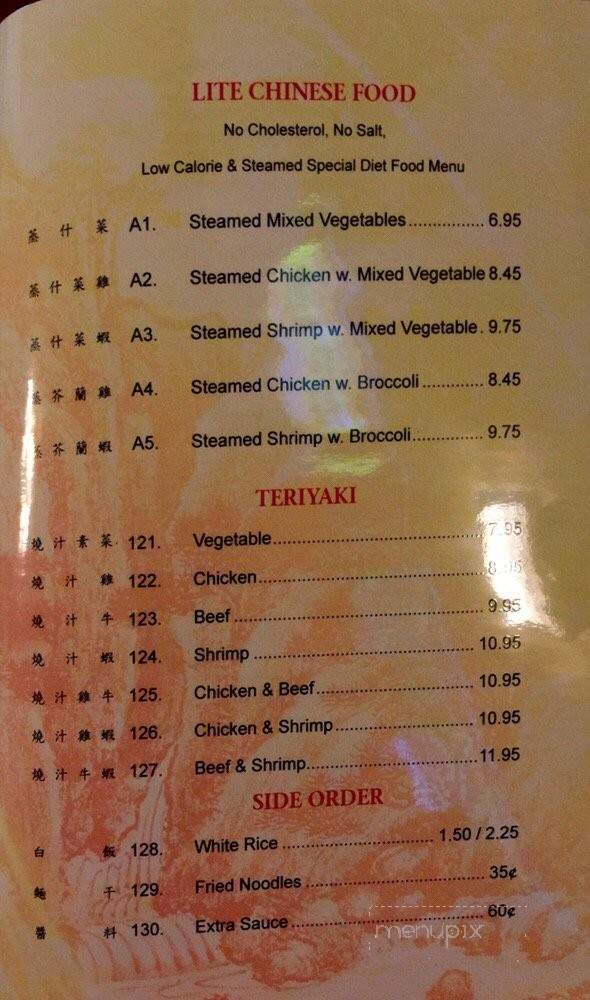 LITE CHINESE FOOD
No Cholesterol, No Salt,
Low Calorie & Steamed Special Diet Food Menu
蒸什菜 A1. Steamed Mixed Vegetables................ 6.95
蒸什菜雞 A2. Steamed Chicken w. Mixed Vegetable 8.45
蒸什菜蝦 A3. Steamed Shrimp w. Mixed Vegetable. 9.75
蒸芥蘭雞 A4. Steamed Chicken w. Broccoli ............. 8.45
芥蘭蝦 A5. Steamed Shrimp w. Broccoli............... 9.75
TERIYAKI
燒汁素菜 121. Vegetable............................................. 7.95
燒汁雞 122. Chicken................................................
燒汁牛 123. Beef ..................................................... 9.95
燒汁蝦 124. Shrimp .............................................. 10.95
燒汁雞牛 125. Chicken & Beef................................. 10.95
燒汁雞蝦 126. Chicken & Shrimp............................. 10.95
燒汁牛蝦 127. Beef & Shrimp.................................... 11.95
SIDE ORDER
白飯 128. White Rice ................................ 1.50 / 2.25
麵干 129. Fried Noodles ...................................... 35¢
醬料 130. Extra Sauce......................................... 60¢
menupix